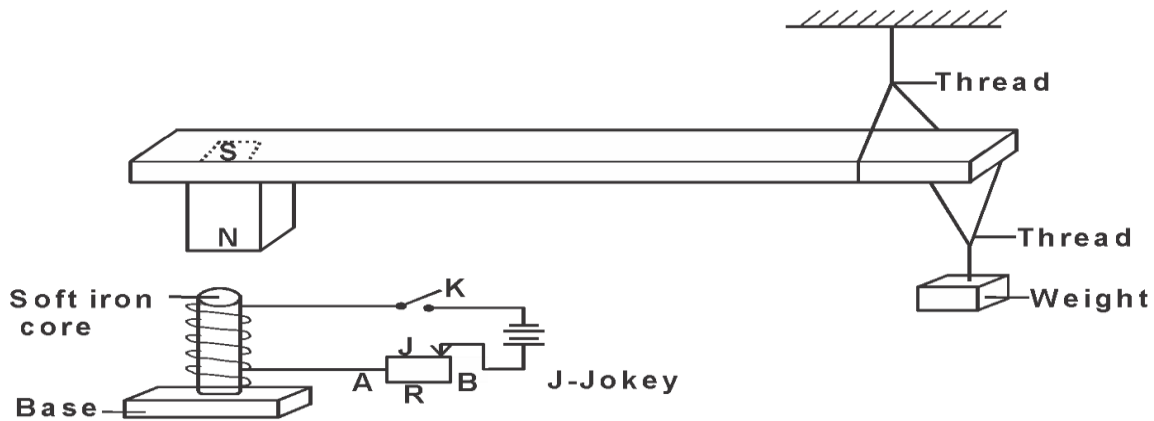 Thread
S
N
Thread
Soft iron
core
K
Weight
J
A
B
R
J-Jokey
Base